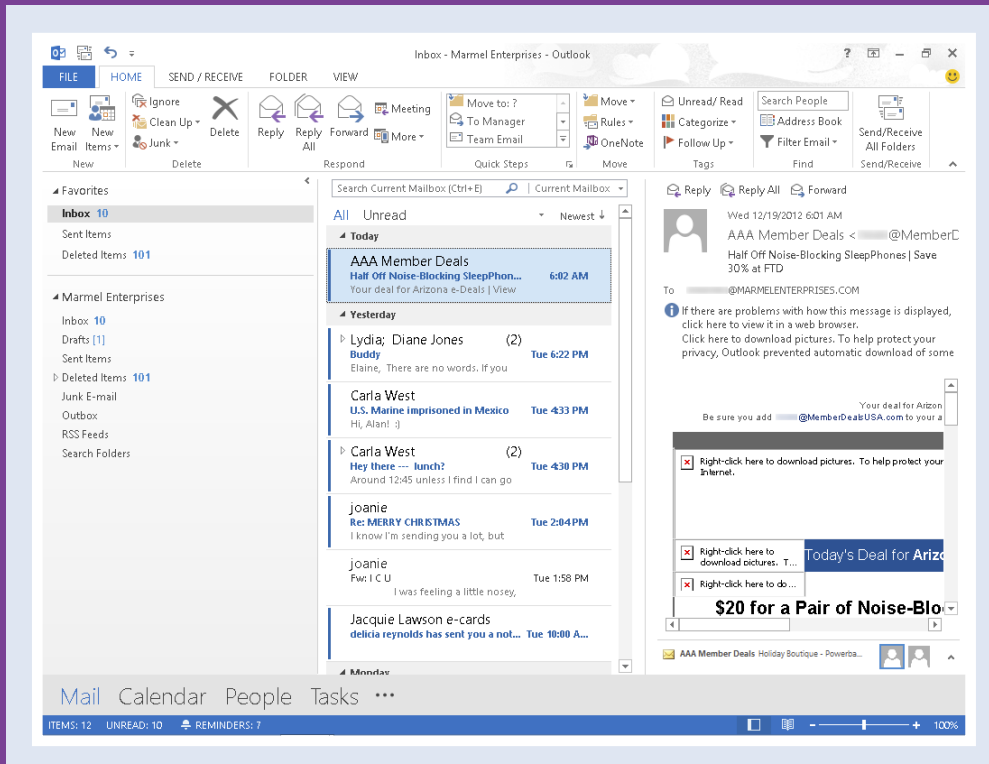 Inbox - Marmel Enterprises - Outlook
FILE HOME SEND / RECEIVE FOLDER VIEW
New Email
New Items
New
Ignore
Clean Up
Junk
Delete
Delete
Reply
Reply All
Forward
Meeting
More
Respond
Move to: ?
To Manager
Team Email
Quick Steps
Move
Rules
OneNote
Move
Unread/ Read
Categorize
Follow Up
Tags
Search People
Address Book
Filter Email
Find
Send/Receive
All Folders
Send/Receive
Favorites
Inbox 10
Sent Items
Deleted Items 101
Marmel Enterprises
Inbox 10
Drafts [1]
Sent Items
Deleted Items 101
Junk E-mail
Outbox
RSS Feeds
Search Folders
Search Current Mailbox (Ctrl+E) Current Mailbox
All Unread Newest ↓
Today
AAA Member Deals
Half Off Noise-Blocking SleepPhon... 6:02 AM
Your deal for Arizona e-Deals | View
Yesterday
Lydia; Diane Jones (2)
Buddy Tue 6:22 PM
Elaine, There are no words. If you
Carla West
U.S. Marine imprisoned in Mexico Tue 4:33 PM
Hi, Alan! :)
Carla West (2)
Hey there --- lunch? Tue 4:30 PM
Around 12:45 unless I find I can go
joanie
Re: MERRY CHRISTMAS Tue 2:04 PM
I know I'm sending you a lot, but
joanie
Fw: I C U Tue 1:58 PM
I was feeling a little nosey,
Jacquie Lawson e-cards
delicia reynolds has sent you a not... Tue 10:00 A...
Monday
Reply Reply All Forward
Wed 12/19/2012 6:01 AM
AAA Member Deals < @MemberD
Half Off Noise-Blocking SleepPhones | Save
30% at FTD
To @MARMELENTERPRISES.COM
If there are problems with how this message is displayed,
click here to view it in a web browser.
Click here to download pictures. To help protect your
privacy, Outlook prevented automatic download of some
Your deal for Arizon
Be sure you add @MemberDealsUSA.com to your a
Right-click here to download pictures. To help protect your
Internet.
Right-click here to
download pictures. T...
Today's Deal for Arizo
Right-click here to do...
$20 for a Pair of Noise-Blo
AAA Member Deals Holiday Boutique - Powerba...
Mail Calendar People Tasks ...
ITEMS: 12 UNREAD: 10 REMINDERS: 7 100%